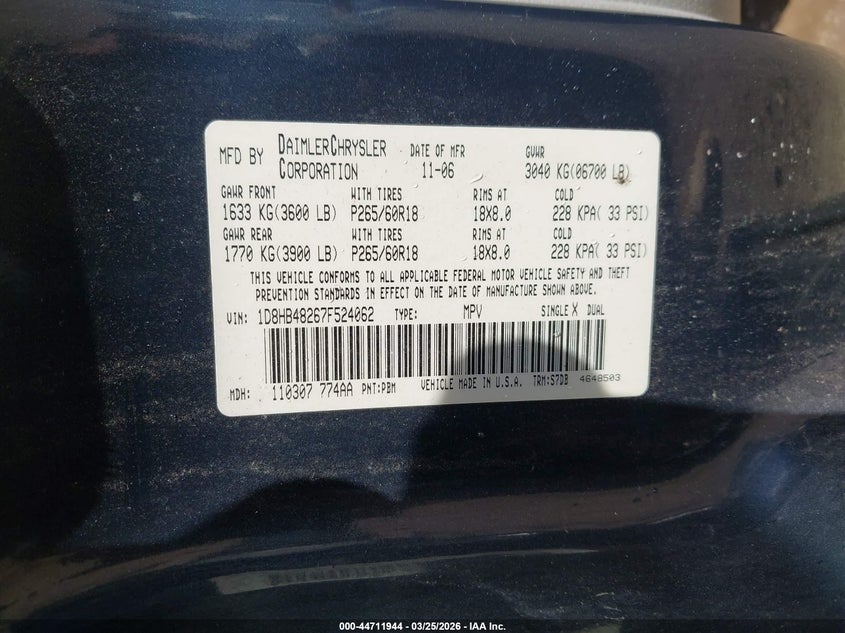 MFD BY DAIMLERCHRYSLER CORPORATION DATE OF MFR 11-06 GVWR 3040 KG(06700 LB)
GAWR FRONT WITH TIRES RIMS AT COLD
1633 KG(3600 LB) P265/60R18 18X8.0 228 KPA( 33 PSI)
GAWR REAR WITH TIRES RIMS AT COLD
1770 KG(3900 LB) P265/60R18 18X8.0 228 KPA( 33 PSI)
THIS VEHICLE CONFORMS TO ALL APPLICABLE FEDERAL MOTOR VEHICLE SAFETY AND THEFT
PREVENTION STANDARDS IN EFFECT ON THE DATE OF MANUFACTURE SHOWN ABOVE.
VIN: 1D8HB48267F524062 TYPE: MPV SINGLE X DUAL
MDH: 110307 774AA PNT:PBM VEHICLE MADE IN U.S.A. TRM:S7DB 4648503
000-44711944 - 03/25/2026 - IAA Inc.